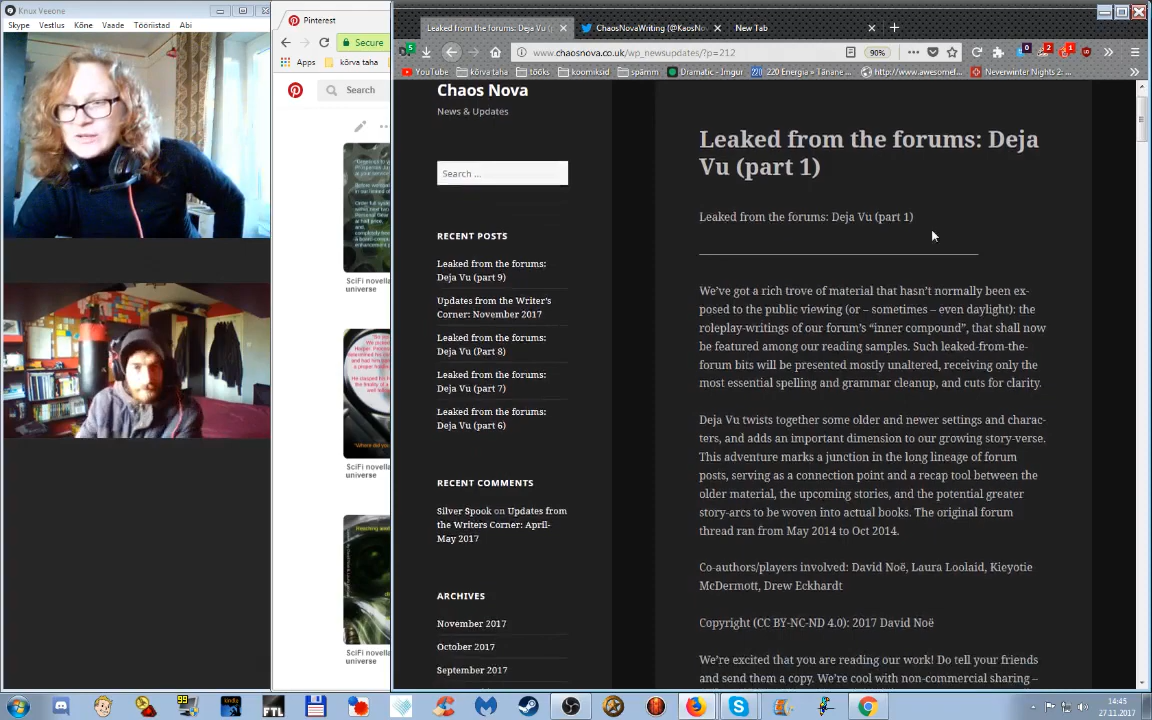 Knux Veeone
Skype Vestlus Kõne Vaade Tööriistad Abi
Pinterest
Secure
Apps kõrva taha
Search
SciFi novella
universe
SciFi novella
universe
SciFi novella
universe
Leaked from the forums: Deja Vu (p
ChaosNovaWriting (@KaosNo
New Tab
www.chaosnova.co.uk/wp_newsupdates/?p=212
90%
YouTube kõrva taha tööks koomiksid spämm Dramatic - Imgur 220 Energia » Tänane... http://www.awesomef... Neverwinter Nights 2:...
Chaos Nova
News & Updates
Search ...
RECENT POSTS
Leaked from the forums:
Deja Vu (part 9)
Updates from the Writer's
Corner: November 2017
Leaked from the forums:
Deja Vu (Part 8)
Leaked from the forums:
Deja Vu (part 7)
Leaked from the forums:
Deja Vu (part 6)
RECENT COMMENTS
Silver Spook on Updates from
the Writers Corner: April-
May 2017
ARCHIVES
November 2017
October 2017
September 2017
Leaked from the forums: Deja
Vu (part 1)
Leaked from the forums: Deja Vu (part 1)
We've got a rich trove of material that hasn't normally been ex-
posed to the public viewing (or – sometimes – even daylight): the
roleplay-writings of our forum's “inner compound”, that shall now
be featured among our reading samples. Such leaked-from-the-
forum bits will be presented mostly unaltered, receiving only the
most essential spelling and grammar cleanup, and cuts for clarity.
Deja Vu twists together some older and newer settings and charac-
ters, and adds an important dimension to our growing story-verse.
This adventure marks a junction in the long lineage of forum
posts, serving as a connection point and a recap tool between the
older material, the upcoming stories, and the potential greater
story-arcs to be woven into actual books. The original forum
thread ran from May 2014 to Oct 2014.
Co-authors/players involved: David Noë, Laura Loolaid, Kieyotie
McDermott, Drew Eckhardt
Copyright (CC BY-NC-ND 4.0): 2017 David Noë
We're excited that you are reading our work! Do tell your friends
and send them a copy. We're cool with non-commercial sharing –
FTL
14:45
27.11.2017